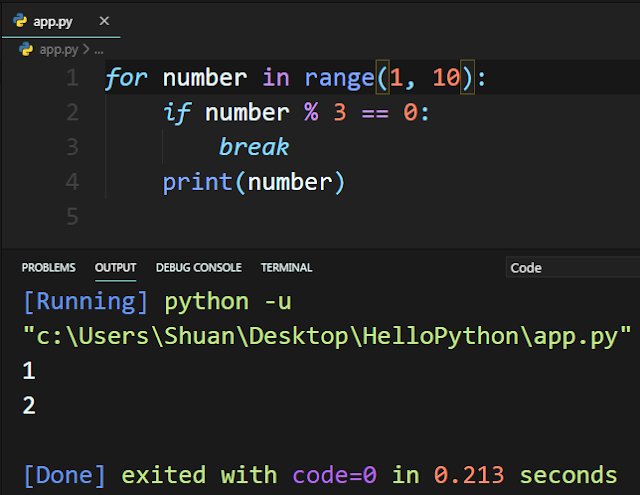 app.py ×
app.py > ...
1 for number in range(1, 10):
2     if number % 3 == 0:
3         break
4     print(number)
5
PROBLEMS OUTPUT DEBUG CONSOLE TERMINAL Code
[Running] python -u
"c:\Users\Shuan\Desktop\HelloPython\app.py"
1
2
[Done] exited with code=0 in 0.213 seconds